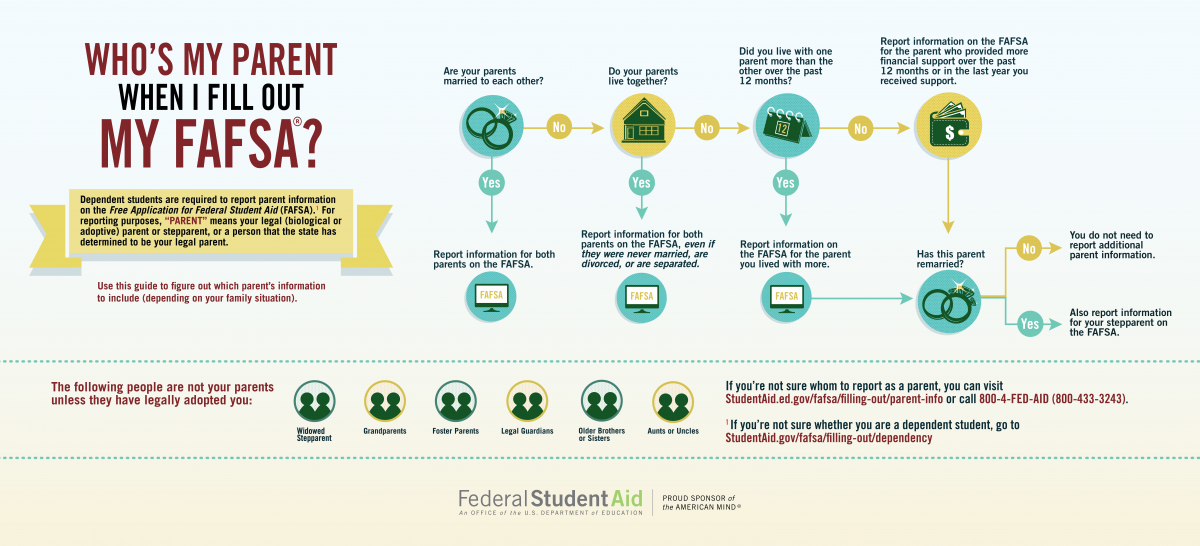 WHO'S MY PARENT
WHEN I FILL OUT
MY FAFSA®?
Dependent students are required to report parent information
on the Free Application for Federal Student Aid (FAFSA).¹ For
reporting purposes, "PARENT" means your legal (biological or
adoptive) parent or stepparent, or a person that the state has
determined to be your legal parent.
Use this guide to figure out which parent's information
to include (depending on your family situation).
Are your parents
married to each other?
No
Yes
Report information for both
parents on the FAFSA.
FAFSA
Do your parents
live together?
No
Yes
Report information for both
parents on the FAFSA, even if
they were never married, are
divorced, or are separated.
FAFSA
Did you live with one
parent more than the
other over the past
12 months?
12
No
Yes
Report information on
the FAFSA for the parent
you lived with more.
FAFSA
Report information on the FAFSA
for the parent who provided more
financial support over the past
12 months or in the last year you
received support.
$
Has this parent
remarried?
No
You do not need to
report additional
parent information.
Yes
Also report information
for your stepparent on
the FAFSA.
The following people are not your parents
unless they have legally adopted you:
Widowed
Stepparent
Grandparents
Foster Parents
Legal Guardians
Older Brothers
or Sisters
Aunts or Uncles
If you're not sure whom to report as a parent, you can visit
StudentAid.ed.gov/fafsa/filling-out/parent-info or call 800-4-FED-AID (800-433-3243).
¹ If you're not sure whether you are a dependent student, go to
StudentAid.gov/fafsa/filling-out/dependency
Federal Student Aid
An OFFICE of the U.S. DEPARTMENT of EDUCATION
PROUD SPONSOR of
the AMERICAN MIND®